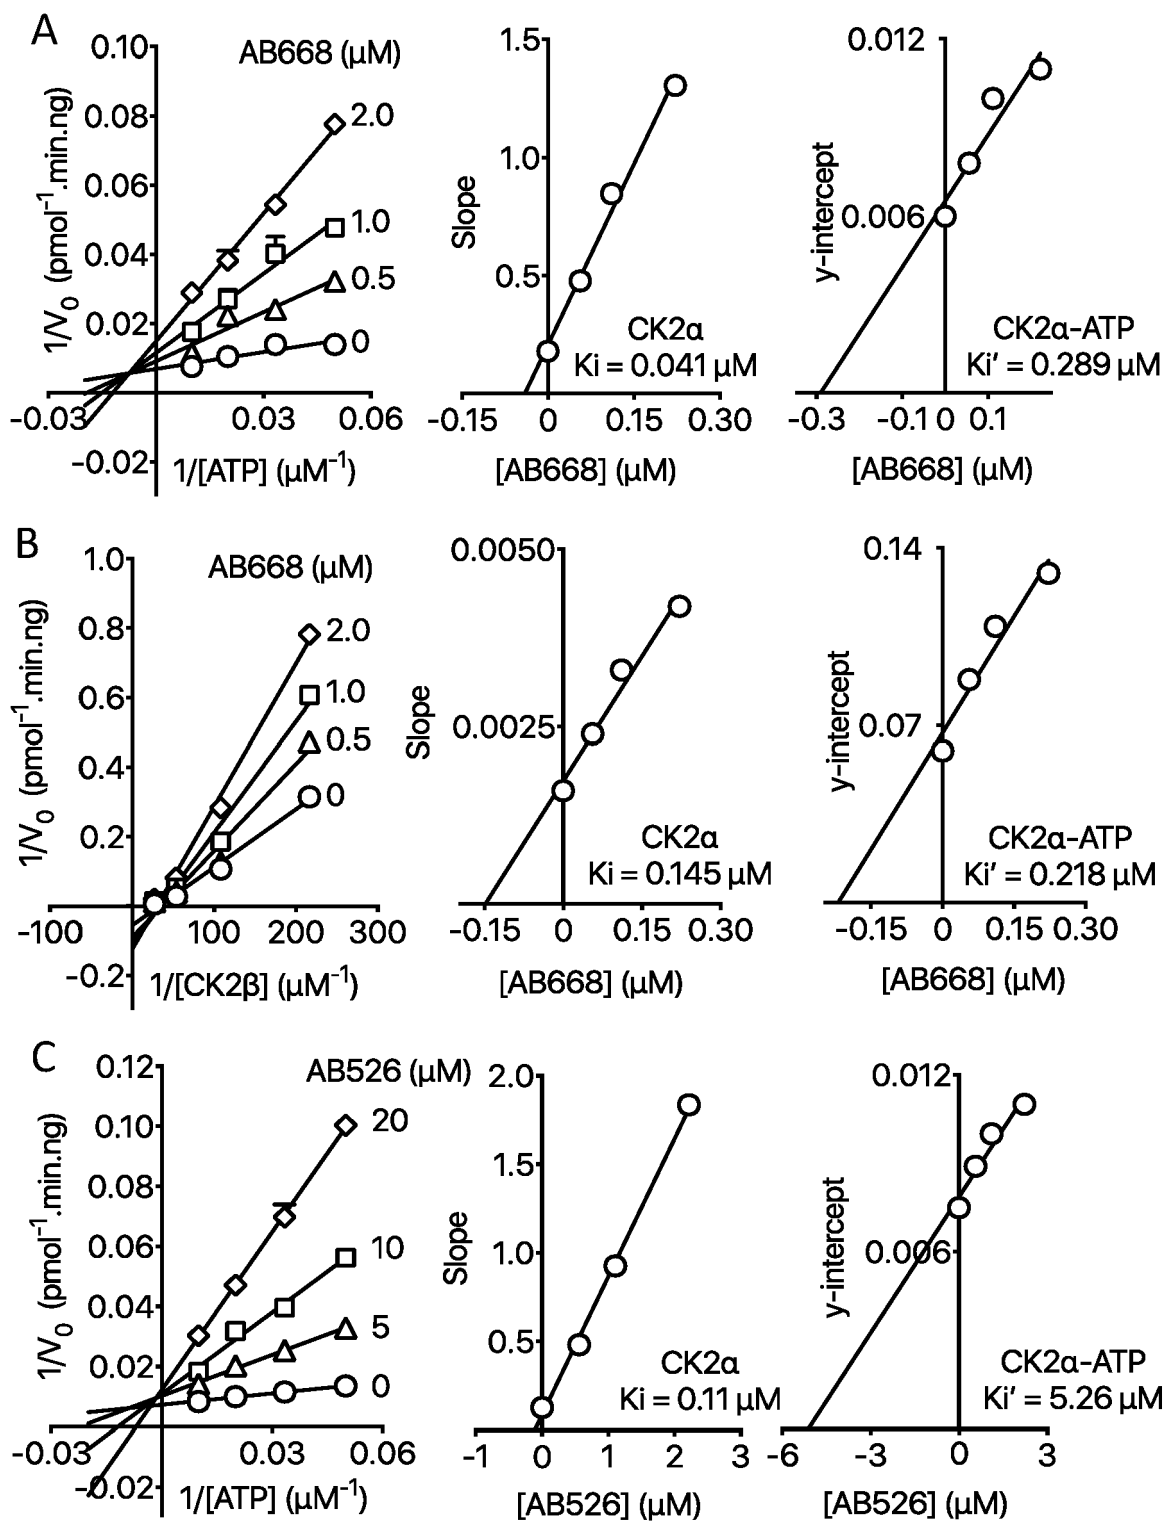 A
AB668 (µM)
0.10
0.08
0.06
0.04
0.02
-0.02
-0.03
0.03
0.06
2.0
1.0
0.5
0
1/V0 (pmol⁻¹.min.ng)
1/[ATP] (µM⁻¹)
1.5
1.0
0.5
Slope
CK2α
Ki = 0.041 µM
-0.15
0
0.15
0.30
[AB668] (µM)
0.012
0.006
y-intercept
CK2α-ATP
Ki’ = 0.289 µM
-0.3
-0.1
0
0.1
[AB668] (µM)
B
AB668 (µM)
1.0
0.8
0.6
0.4
0.2
-0.2
-100
100
300
2.0
1.0
0.5
0
1/V0 (pmol⁻¹.min.ng)
1/[CK2β] (µM⁻¹)
0.0050
0.0025
Slope
CK2α
Ki = 0.145 µM
-0.15
0
0.15
0.30
[AB668] (µM)
0.14
0.07
y-intercept
CK2α-ATP
Ki’ = 0.218 µM
-0.15
0
0.15
0.30
[AB668] (µM)
C
AB526 (µM)
0.12
0.10
0.08
0.06
0.04
0.02
-0.02
-0.03
0.03
0.06
20
10
5
0
1/V0 (pmol⁻¹.min.ng)
1/[ATP] (µM⁻¹)
2.0
1.5
1.0
0.5
Slope
CK2α
Ki = 0.11 µM
-1
0
1
2
3
[AB526] (µM)
0.012
0.006
y-intercept
CK2α-ATP
Ki’ = 5.26 µM
-6
-3
0
3
[AB526] (µM)